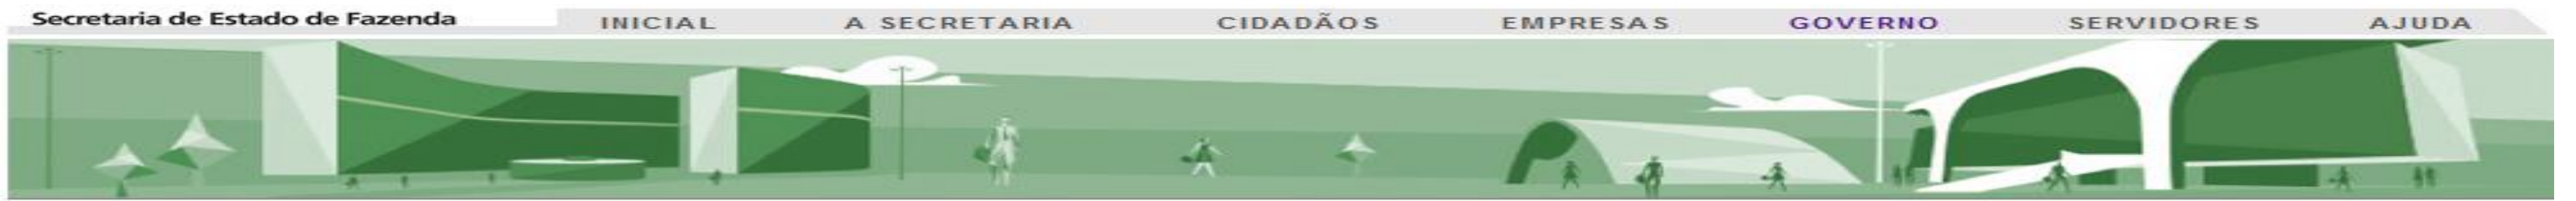 Secretaria de Estado de Fazenda
INICIAL A SECRETARIA CIDADÃOS EMPRESAS GOVERNO SERVIDORES AJUDA